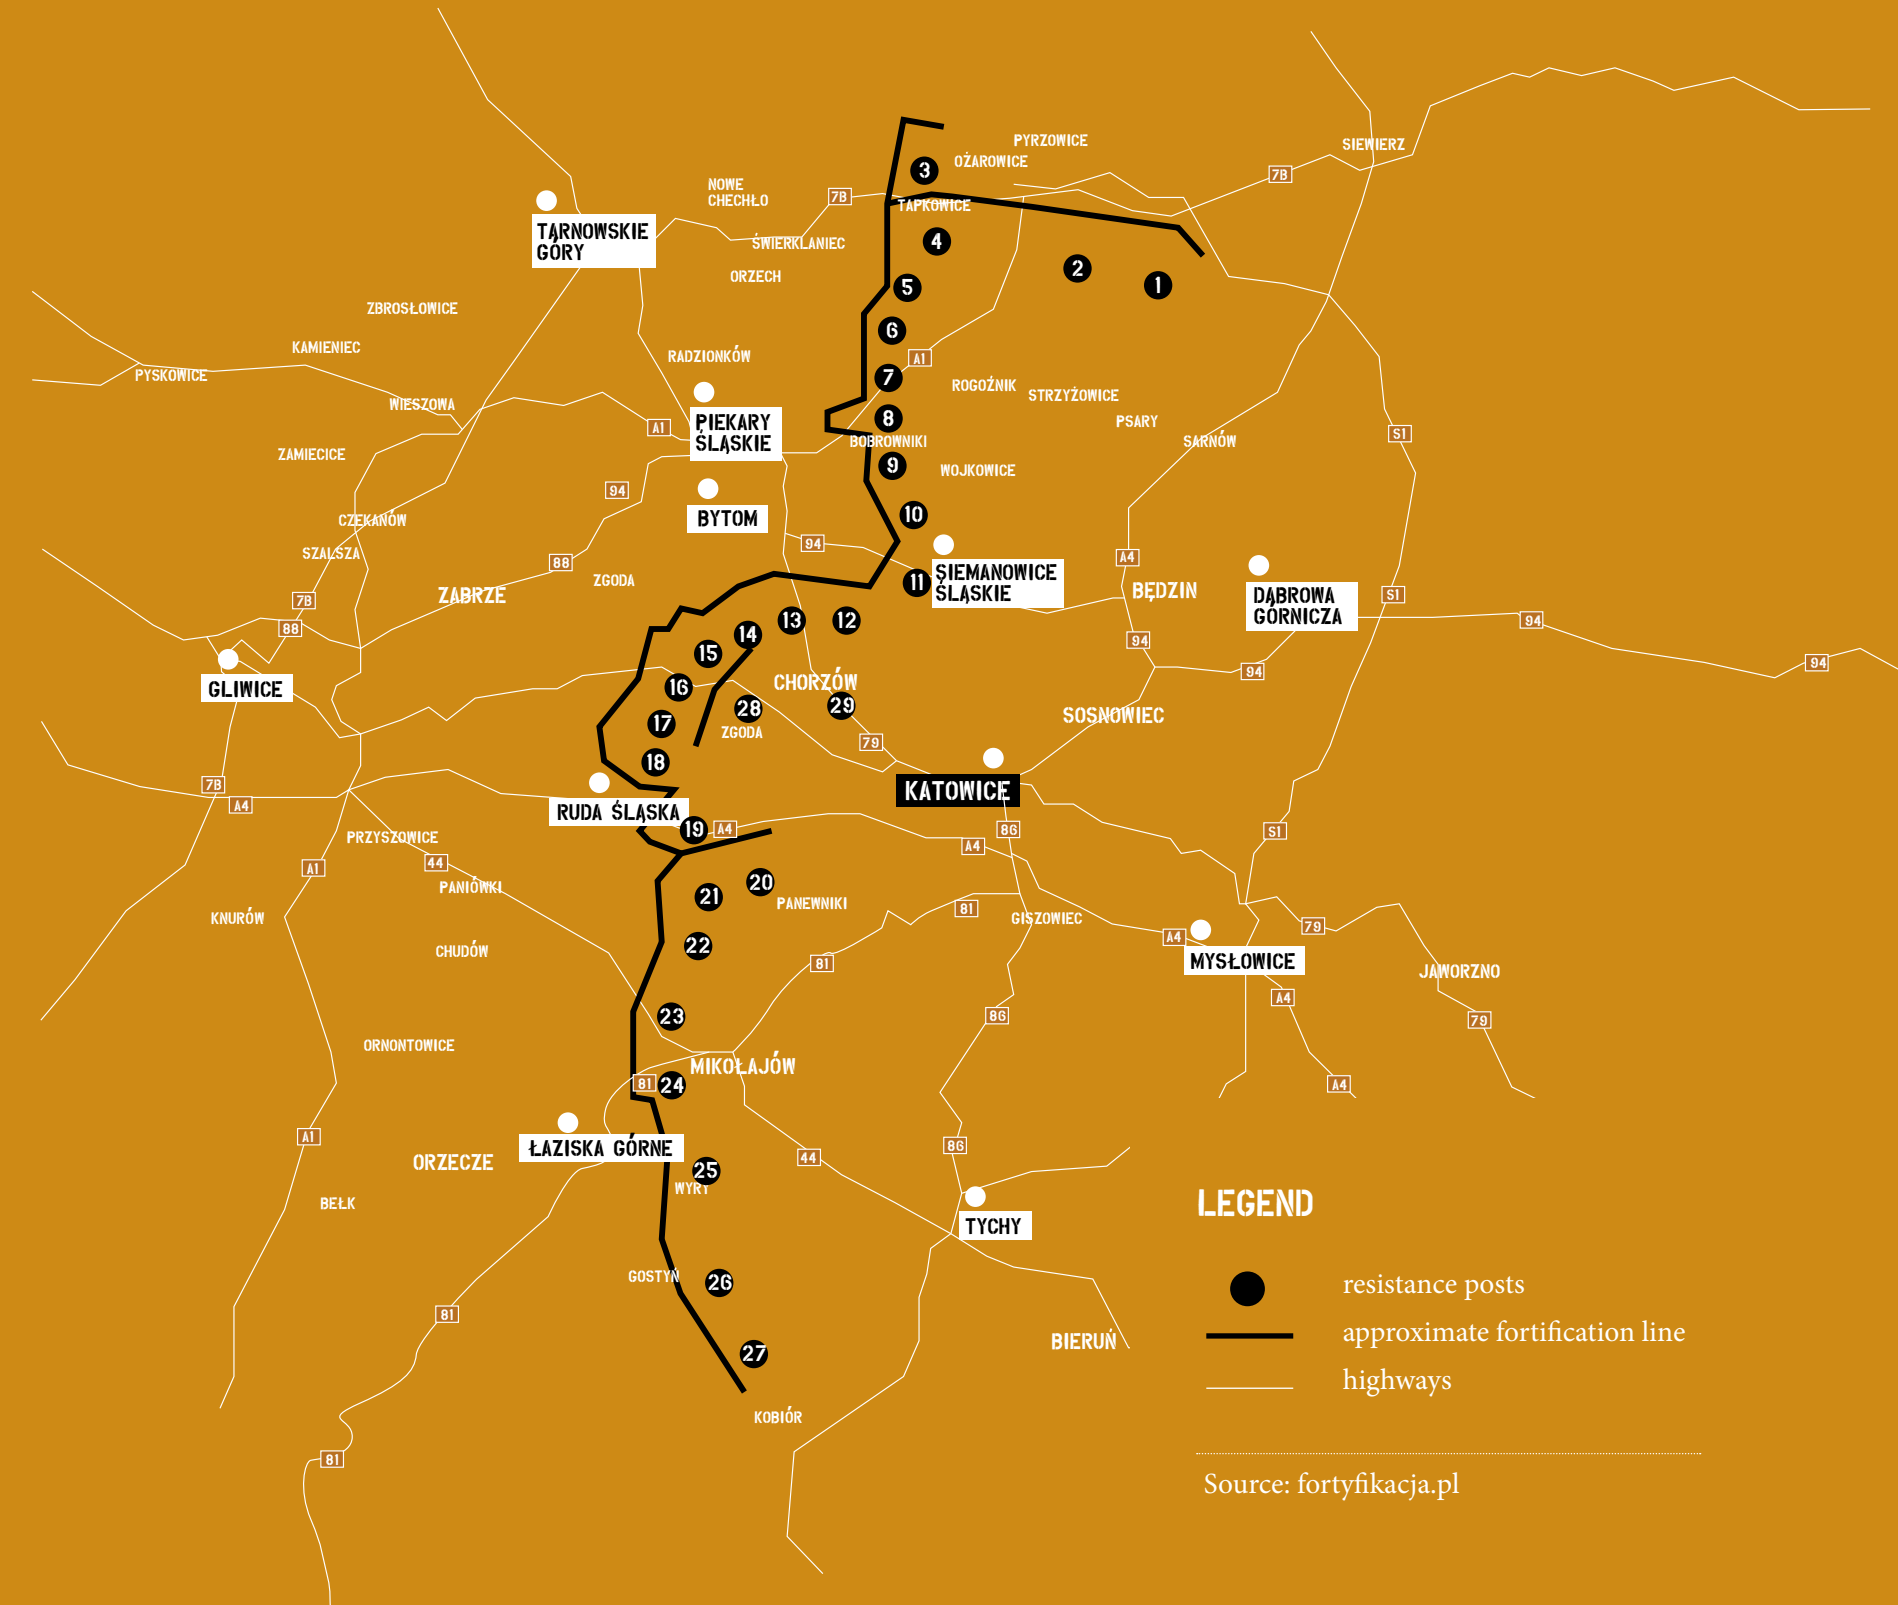 PYRZOWICE
SIEWIERZ
OŻAROWICE
3
7B
NOWE
CHECHŁO
7B
TAPKOWICE
TARNOWSKIE
GÓRY
ŚWIERKLANIEC
4
ORZECH
2
1
5
ZBROSŁOWICE
6
KAMIENIEC
RADZIONKÓW
A1
PYSKOWICE
7
ROGOŹNIK
STRZYŻOWICE
WIESZOWA
8
PSARY
A1
PIEKARY
ŚLĄSKIE
BOBROWNIKI
SARNÓW
S1
ZAMIECICE
9
WOJKOWICE
94
BYTOM
10
CZEKANÓW
94
SZALSZA
A4
88
ZGODA
11
SIEMANOWICE
ŚLĄSKIE
BĘDZIN
DĄBROWA
GÓRNICZA
S1
ZABRZE
7B
88
13
12
94
14
94
15
94
94
GLIWICE
16
CHORZÓW
28
29
SOSNOWIEC
17
ZGODA
79
18
7B
A4
KATOWICE
RUDA ŚLĄSKA
19
A4
86
S1
PRZYSZOWICE
A4
44
A1
PANIÓWKI
20
21
PANEWNIKI
81
KNURÓW
GISZOWIEC
79
22
A4
CHUDÓW
81
MYSŁOWICE
JAWORZNO
A4
23
86
79
ORNONTOWICE
MIKOŁAJÓW
81
24
A4
A1
ŁAZISKA GÓRNE
86
ORZECZE
44
25
WYRY
BEŁK
TYCHY
LEGEND
GOSTYŃ
26
resistance posts
81
approximate fortification line
BIERUŃ
27
highways
KOBIÓR
81
Source: fortyfikacja.pl